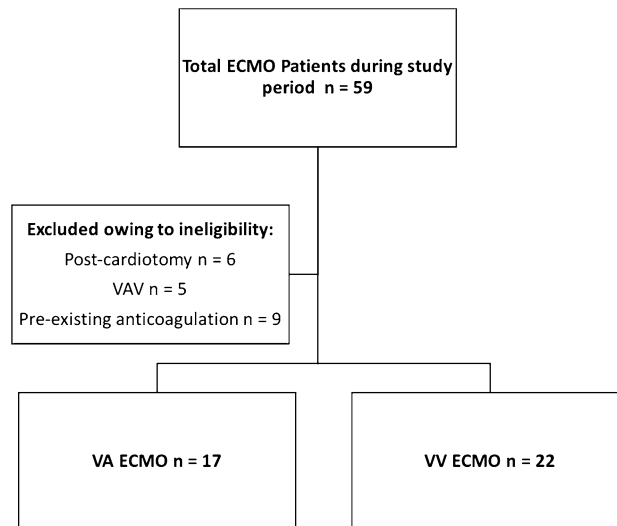 Total ECMO Patients during study
period n = 59
Excluded owing to ineligibility:
Post-cardiotomy n = 6
VAV n = 5
Pre-existing anticoagulation n = 9
VA ECMO n = 17
VV ECMO n = 22